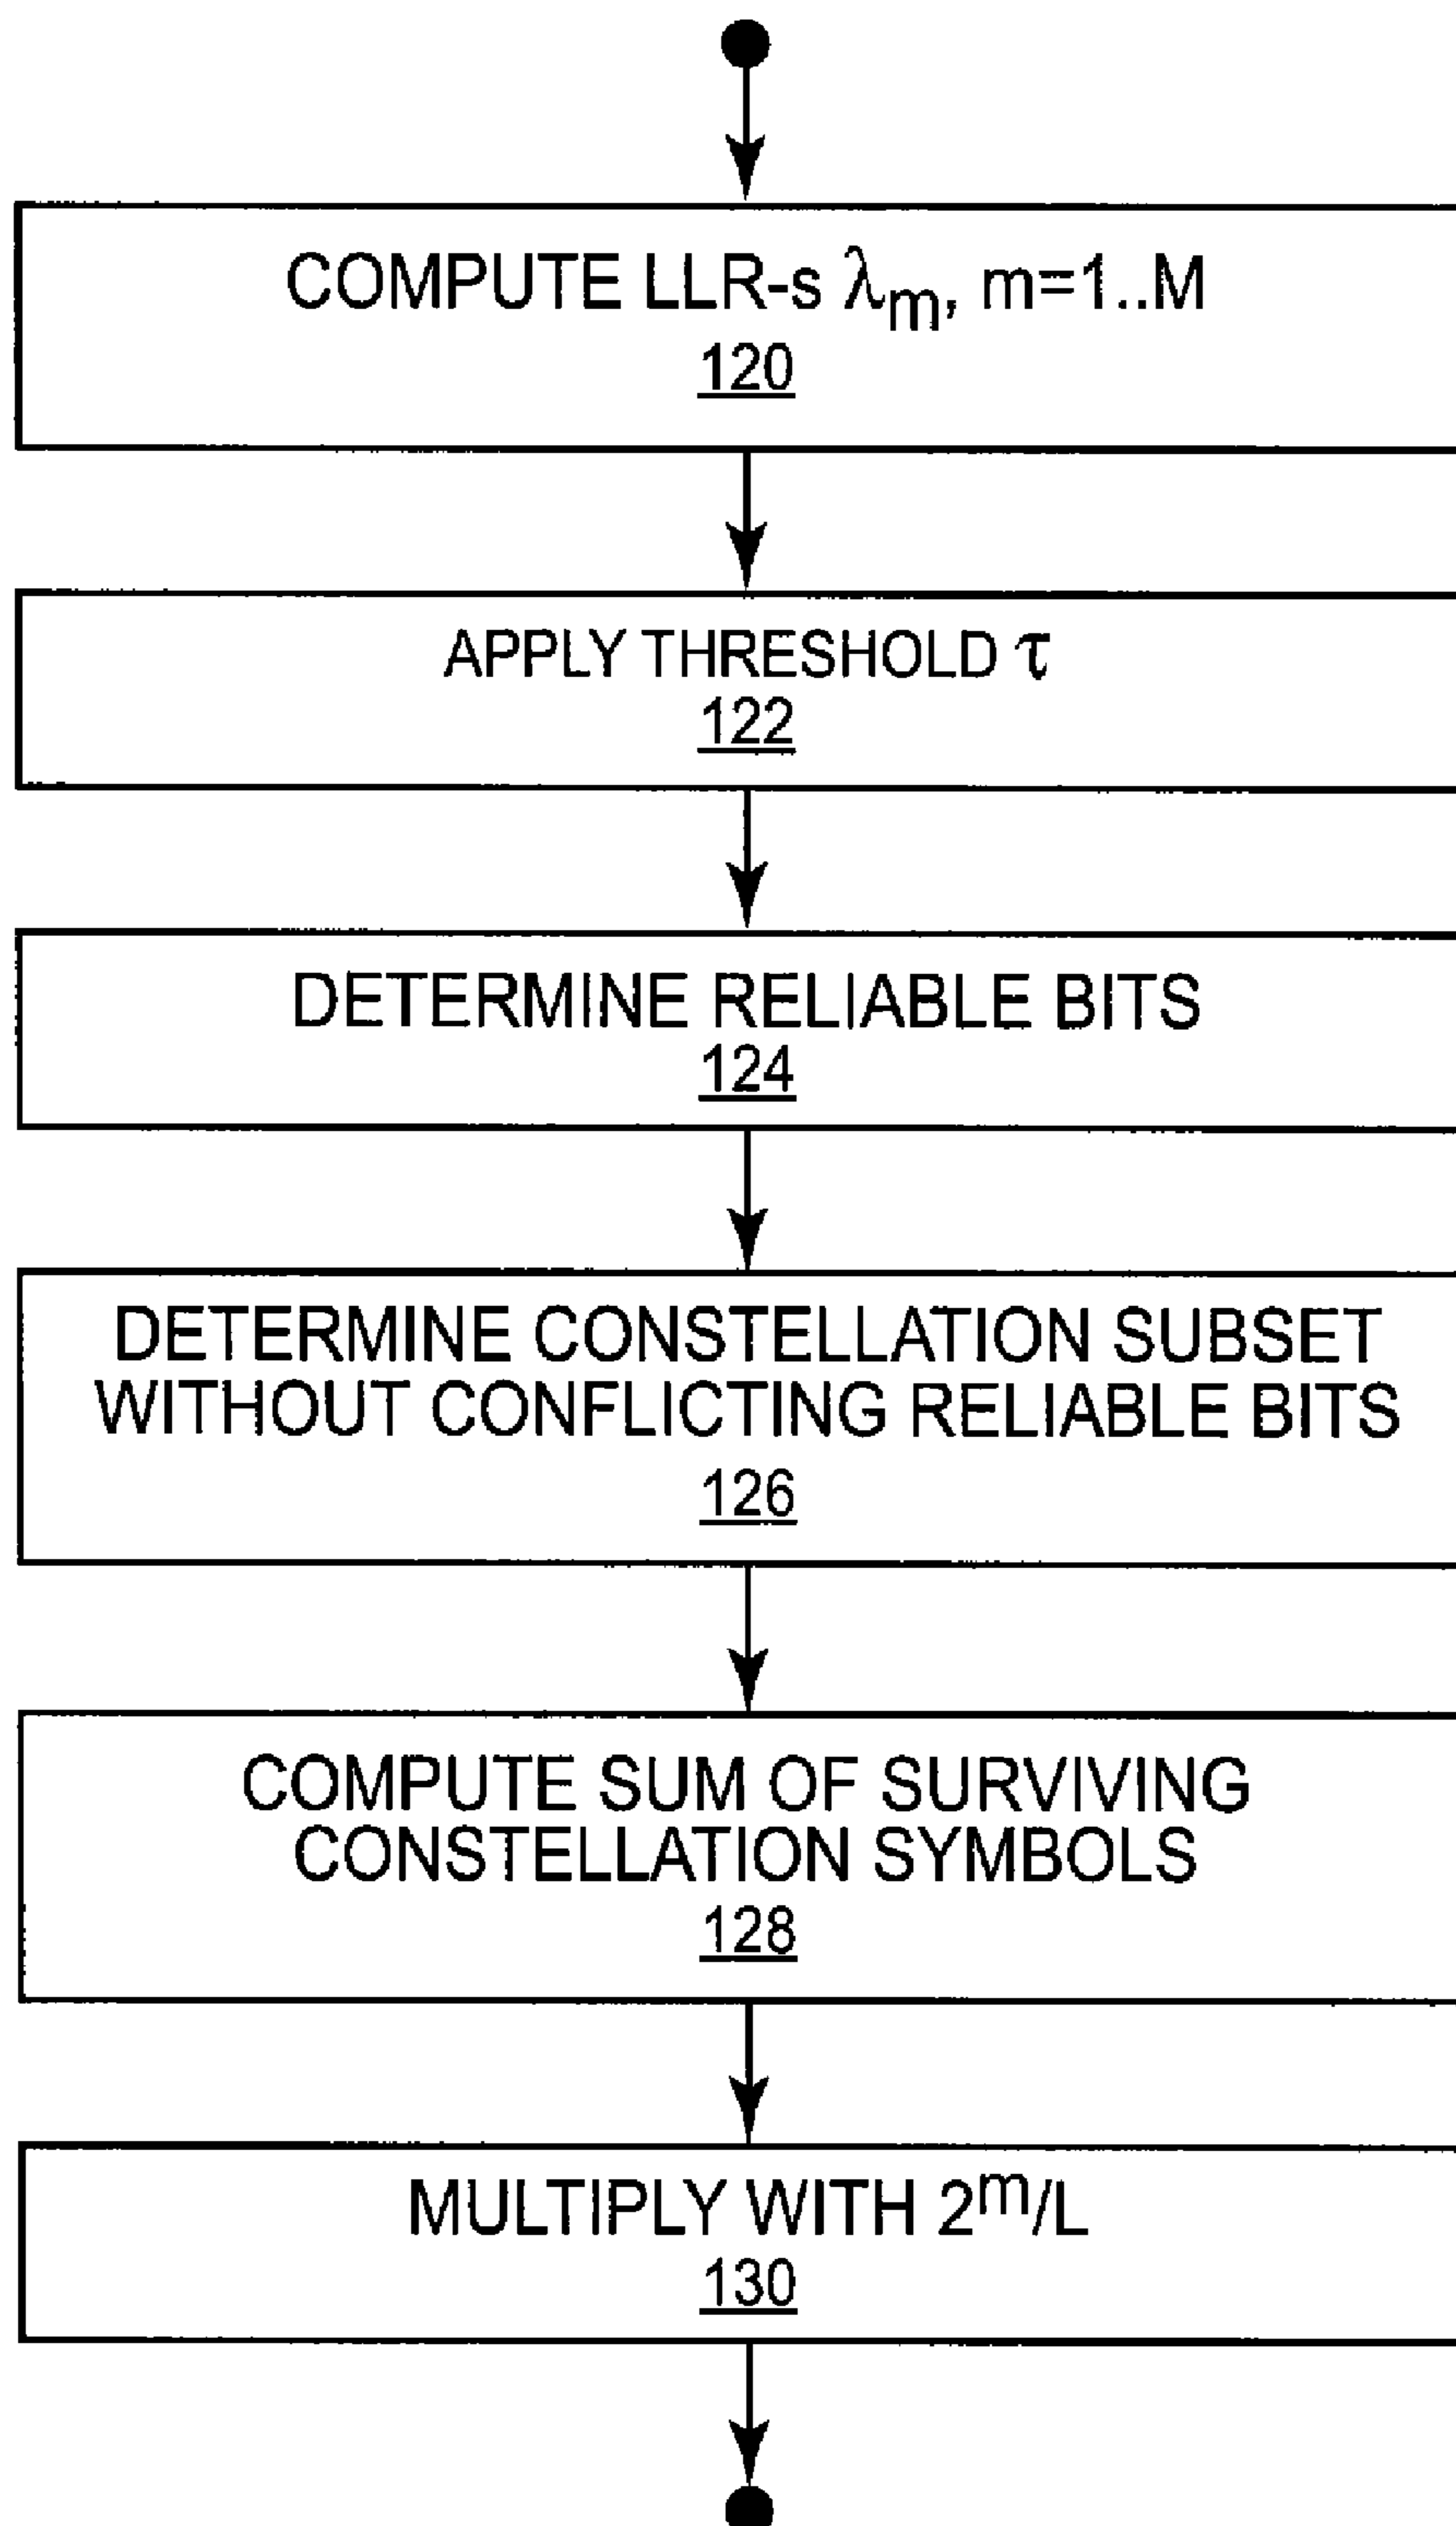 COMPUTE LLR-s λm, m=1..M
120
APPLY THRESHOLD τ
122
DETERMINE RELIABLE BITS
124
DETERMINE CONSTELLATION SUBSET
WITHOUT CONFLICTING RELIABLE BITS
126
COMPUTE SUM OF SURVIVING
CONSTELLATION SYMBOLS
128
MULTIPLY WITH 2^m/L
130